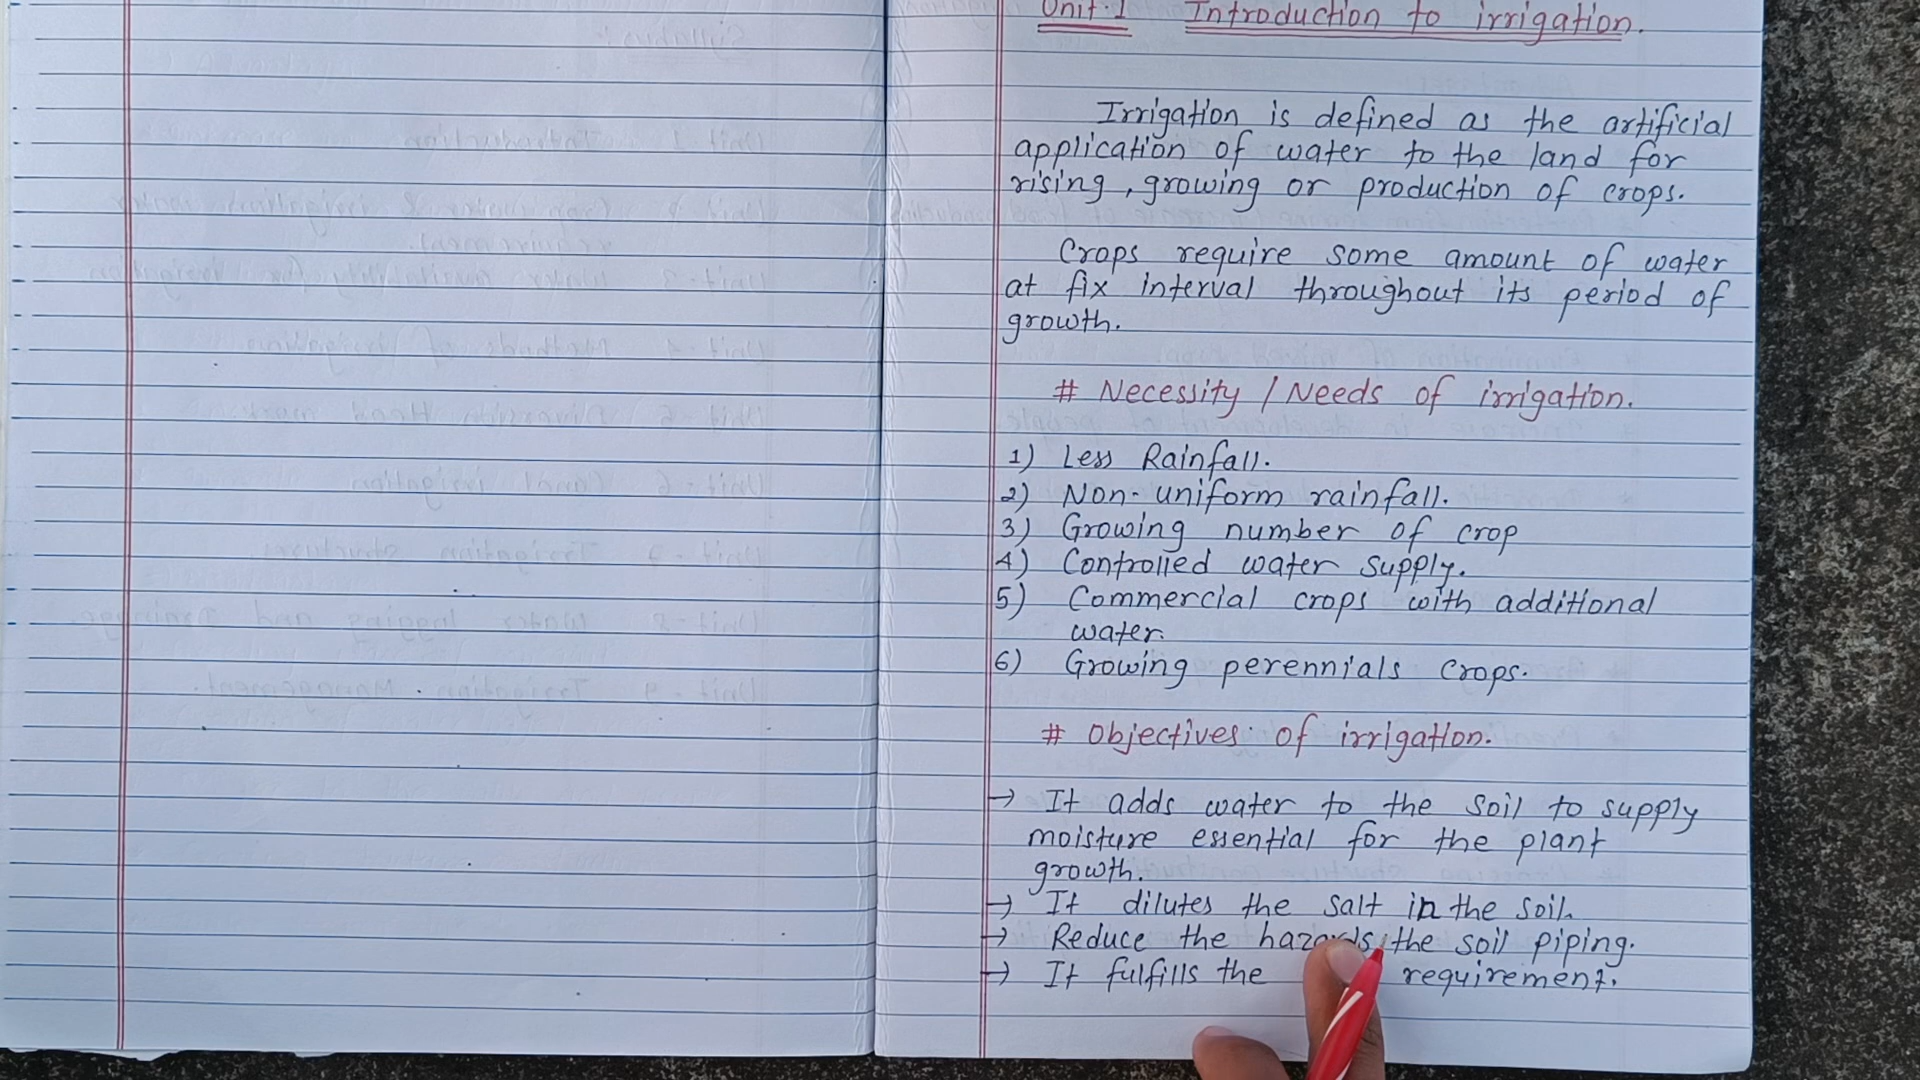 Unit-1 Introduction to irrigation.
Irrigation is defined as the artificial
application of water to the land for
rising, growing or production of crops.
Crops require some amount of water
at fix interval throughout its period of
growth.
# Necessity / Needs of irrigation.
1) Less Rainfall.
2) Non-uniform rainfall.
3) Growing number of crop
4) Controlled water supply.
5) Commercial crops with additional
water.
6) Growing perennials crops.
# Objectives of irrigation.
→ It adds water to the soil to supply
moisture essential for the plant
growth.
→ It dilutes the salt in the soil.
→ Reduce the hazards the soil piping.
→ It fulfills the requirement.